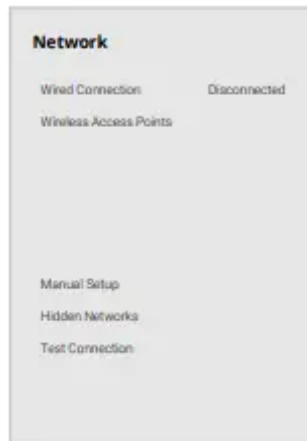 Network
Wired Connection Disconnected
Wireless Access Points
Manual Setup
Hidden Networks
Test Connection